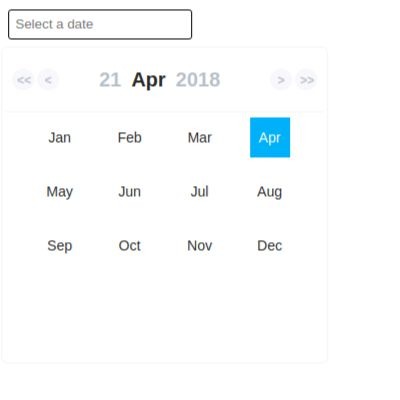 Select a date
<< < 21 Apr 2018 > >>
Jan Feb Mar Apr
May Jun Jul Aug
Sep Oct Nov Dec